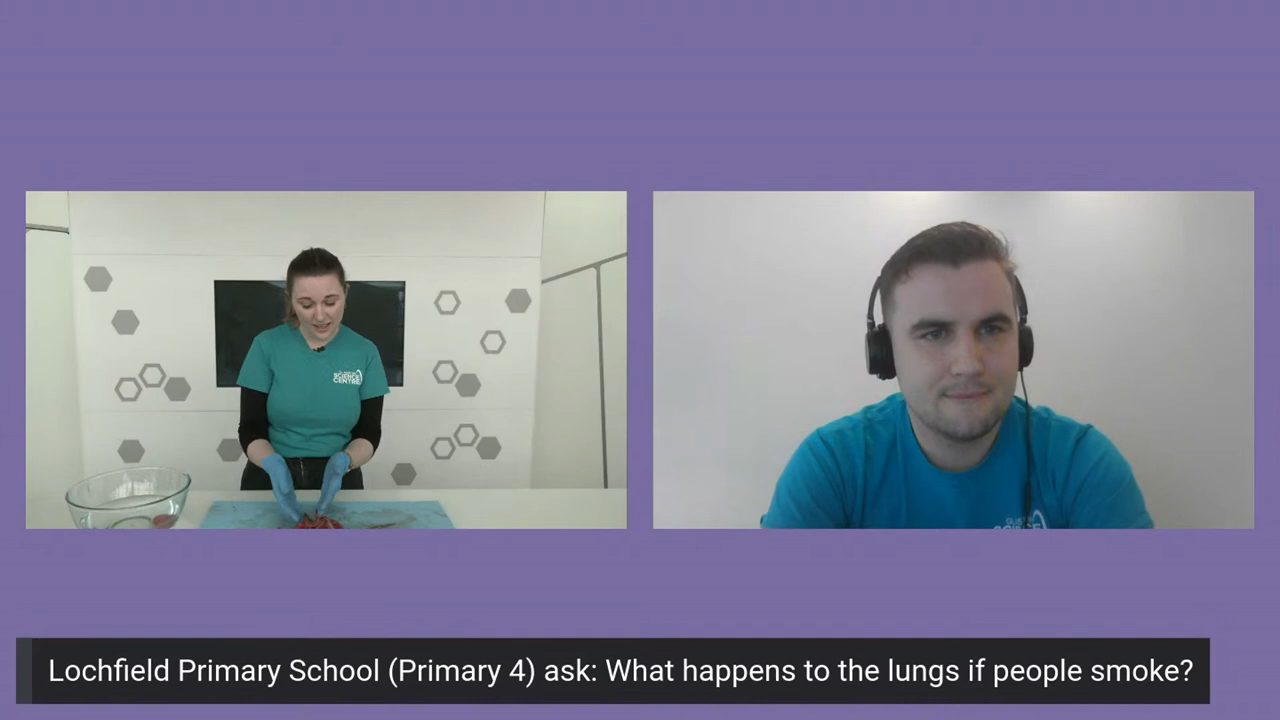 SCIENCE
CENTRE
Lochfield Primary School (Primary 4) ask: What happens to the lungs if people smoke?